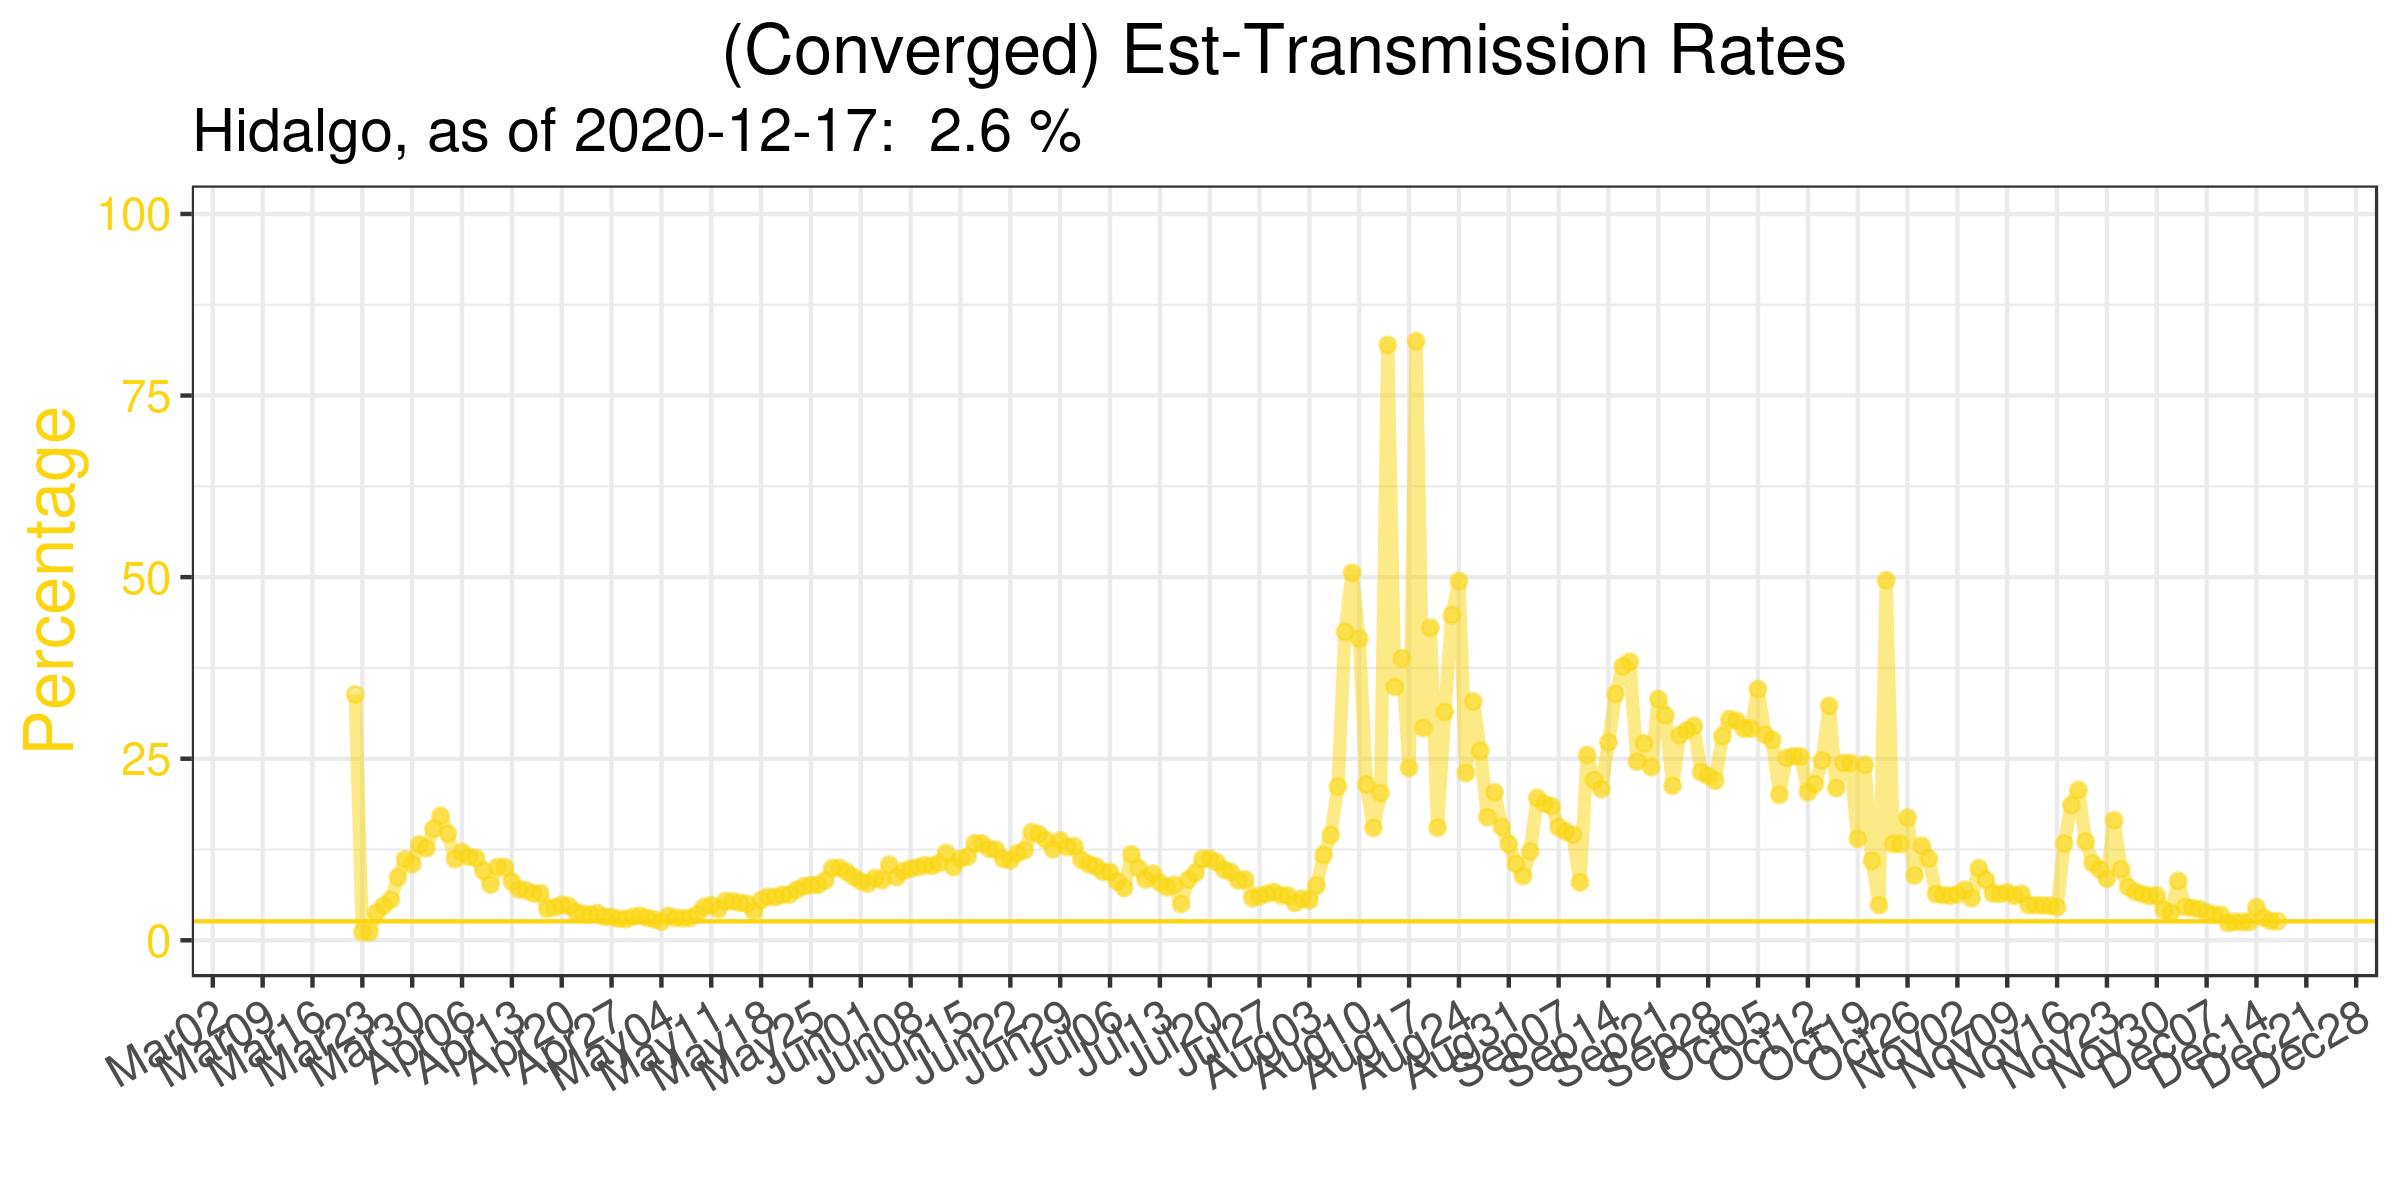 (Converged) Est-Transmission Rates
Hidalgo, as of 2020-12-17:  2.6 %
Percentage
100
75
50
25
0
Mar02
Mar09
Mar16
Mar23
Mar30
Apr06
Apr13
Apr20
Apr27
May04
May11
May18
May25
Jun01
Jun08
Jun15
Jun22
Jun29
Jul06
Jul13
Jul20
Jul27
Aug03
Aug10
Aug17
Aug24
Aug31
Sep07
Sep14
Sep21
Sep28
Oct05
Oct12
Oct19
Oct26
Nov02
Nov09
Nov16
Nov23
Nov30
Dec07
Dec14
Dec21
Dec28